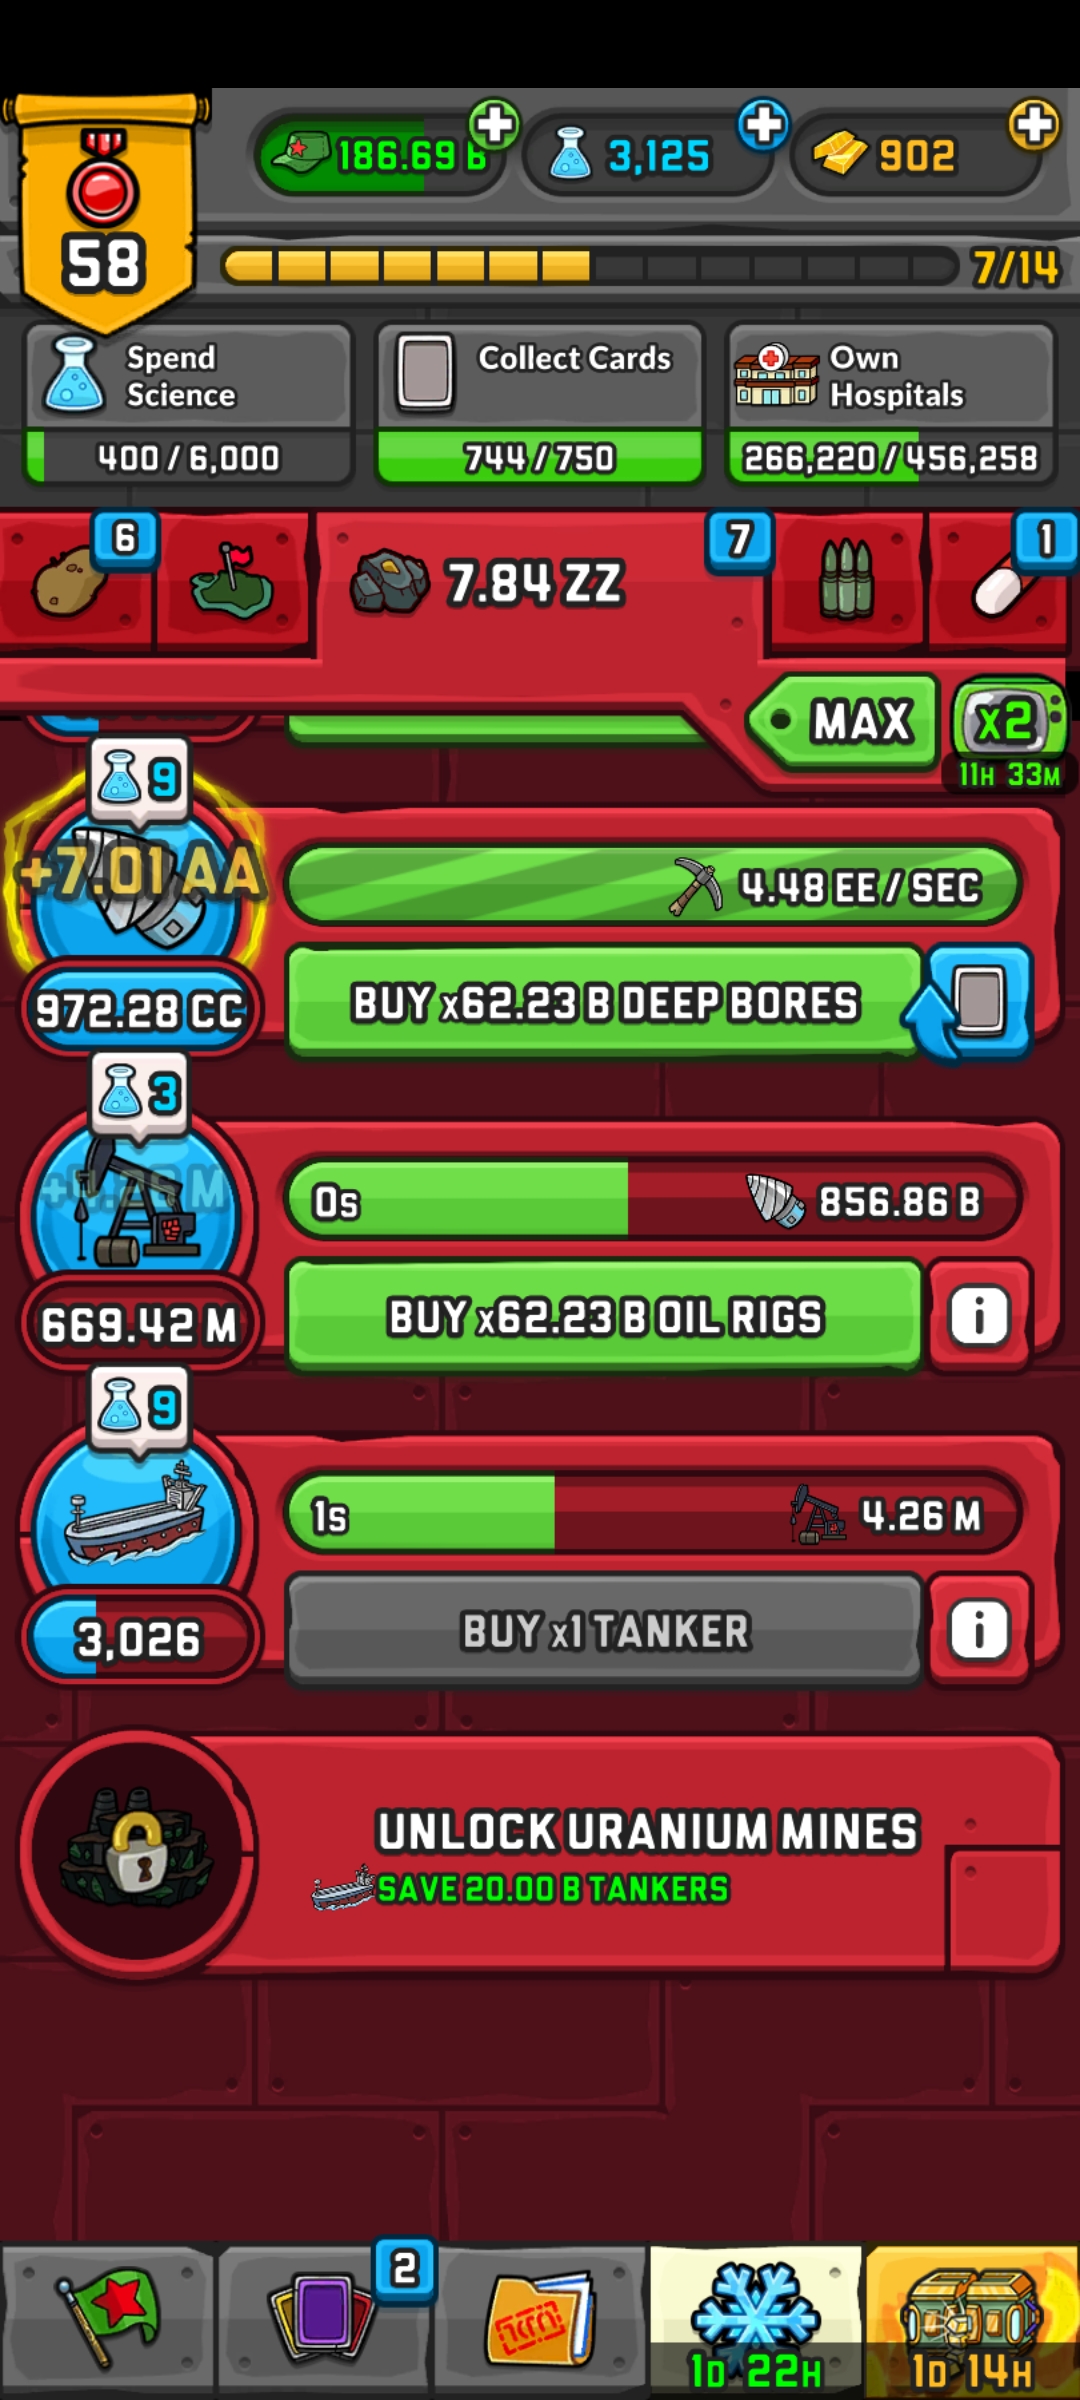 58
186.69 B
3,125
902
7/14
Spend
Science
400 / 6,000
Collect Cards
744 / 750
Own
Hospitals
266,220 / 456,258
6
7.84 ZZ
7
1
MAX
x2
11H 33M
9
+7.01 AA
4.48 EE / SEC
972.28 CC
BUY x62.23 B DEEP BORES
3
0s
856.86 B
669.42 M
BUY x62.23 B OIL RIGS
i
9
1s
4.26 M
3,026
BUY x1 TANKER
i
UNLOCK URANIUM MINES
SAVE 20.00 B TANKERS
2
1D 22H
1D 14H